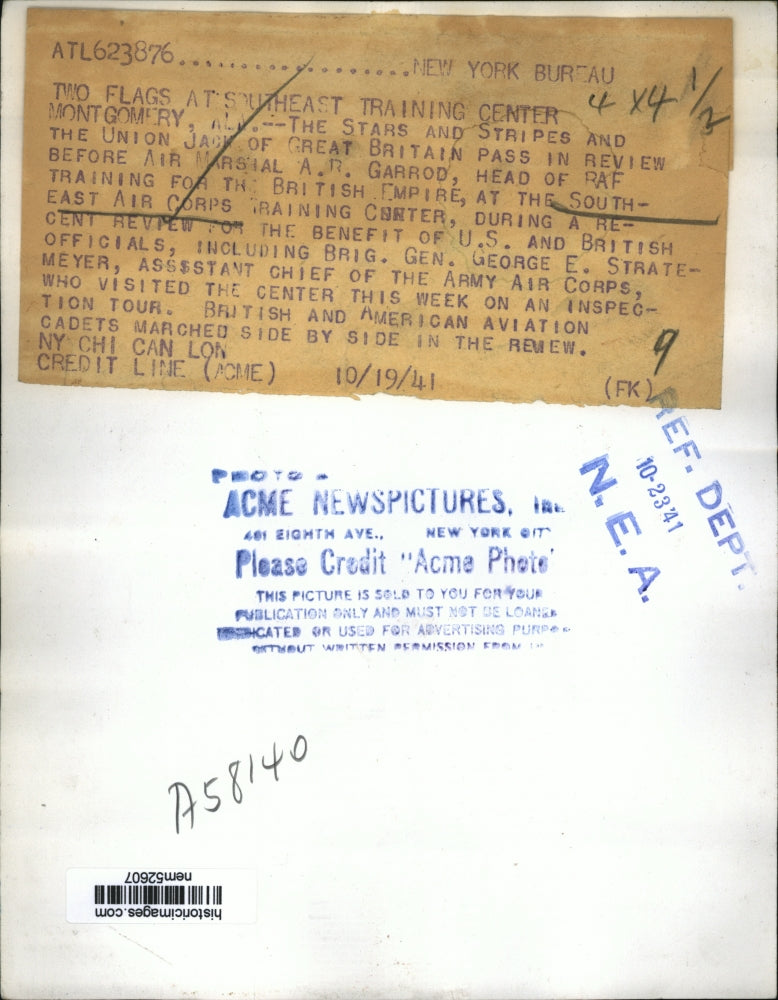 ATL623876....................NEW YORK BUREAU
4 X4 1/2
TWO FLAGS AT SOUTHEAST TRAINING CENTER
MONTGOMERY, ALA.--THE STARS AND STRIPES AND
THE UNION JACK OF GREAT BRITAIN PASS IN REVIEW
BEFORE AIR MARSHAL A.R. GARROD, HEAD OF RAF
TRAINING FOR THE BRITISH EMPIRE, AT THE SOUTH-
EAST AIR CORPS TRAINING CENTER, DURING A RE-
CENT REVIEW FOR THE BENEFIT OF U.S. AND BRITISH
OFFICIALS, INCLUDING BRIG. GEN. GEORGE E. STRATE-
MEYER, ASSSSTANT CHIEF OF THE ARMY AIR CORPS,
WHO VISITED THE CENTER THIS WEEK ON AN INSPEC-
TION TOUR. BRITISH AND AMERICAN AVIATION
CADETS MARCHED SIDE BY SIDE IN THE REVIEW.
NY CHI CAN LON
CREDIT LINE (ACME) 10/19/41 (FK)
9
REF. DEPT.
10-23-41
N. E. A.
PHOTO
ACME NEWSPICTURES, Inc.
461 EIGHTH AVE., NEW YORK CITY
Please Credit "Acme Photo"
THIS PICTURE IS SOLD TO YOU FOR YOUR
PUBLICATION ONLY AND MUST NOT BE LOANED
OR USED FOR ADVERTISING PURPOSES
WITHOUT WRITTEN PERMISSION FROM
A58140
historicimages.com
nem52607